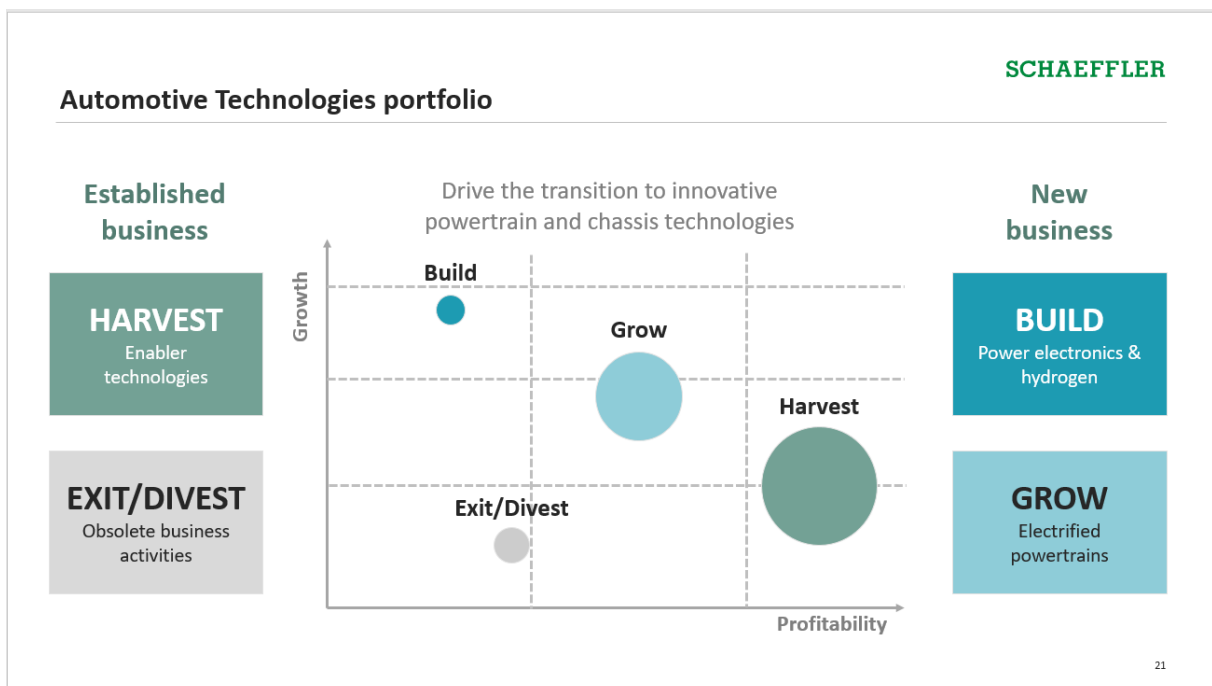 SCHAEFFLER
Automotive Technologies portfolio
Established
business
HARVEST
Enabler
technologies
EXIT/DIVEST
Obsolete business
activities
Drive the transition to innovative
powertrain and chassis technologies
Growth
Build
Grow
Harvest
Exit/Divest
Profitability
New
business
BUILD
Power electronics &
hydrogen
GROW
Electrified
powertrains
21